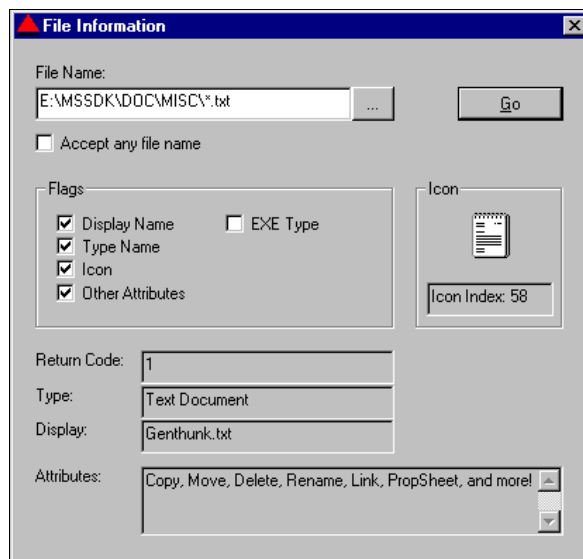 File Information
File Name:
E:\MSSDK\DOC\MISC\*.txt
...
Go
Accept any file name
Flags
Display Name
EXE Type
Type Name
Icon
Other Attributes
Icon
Icon Index: 58
Return Code:
1
Type:
Text Document
Display:
Genthunk.txt
Attributes:
Copy, Move, Delete, Rename, Link, PropSheet, and more!